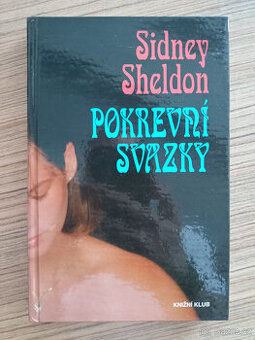 Sidney
Sheldon
POKREVNÍ
SVAZKY
KNIŽNÍ KLUB